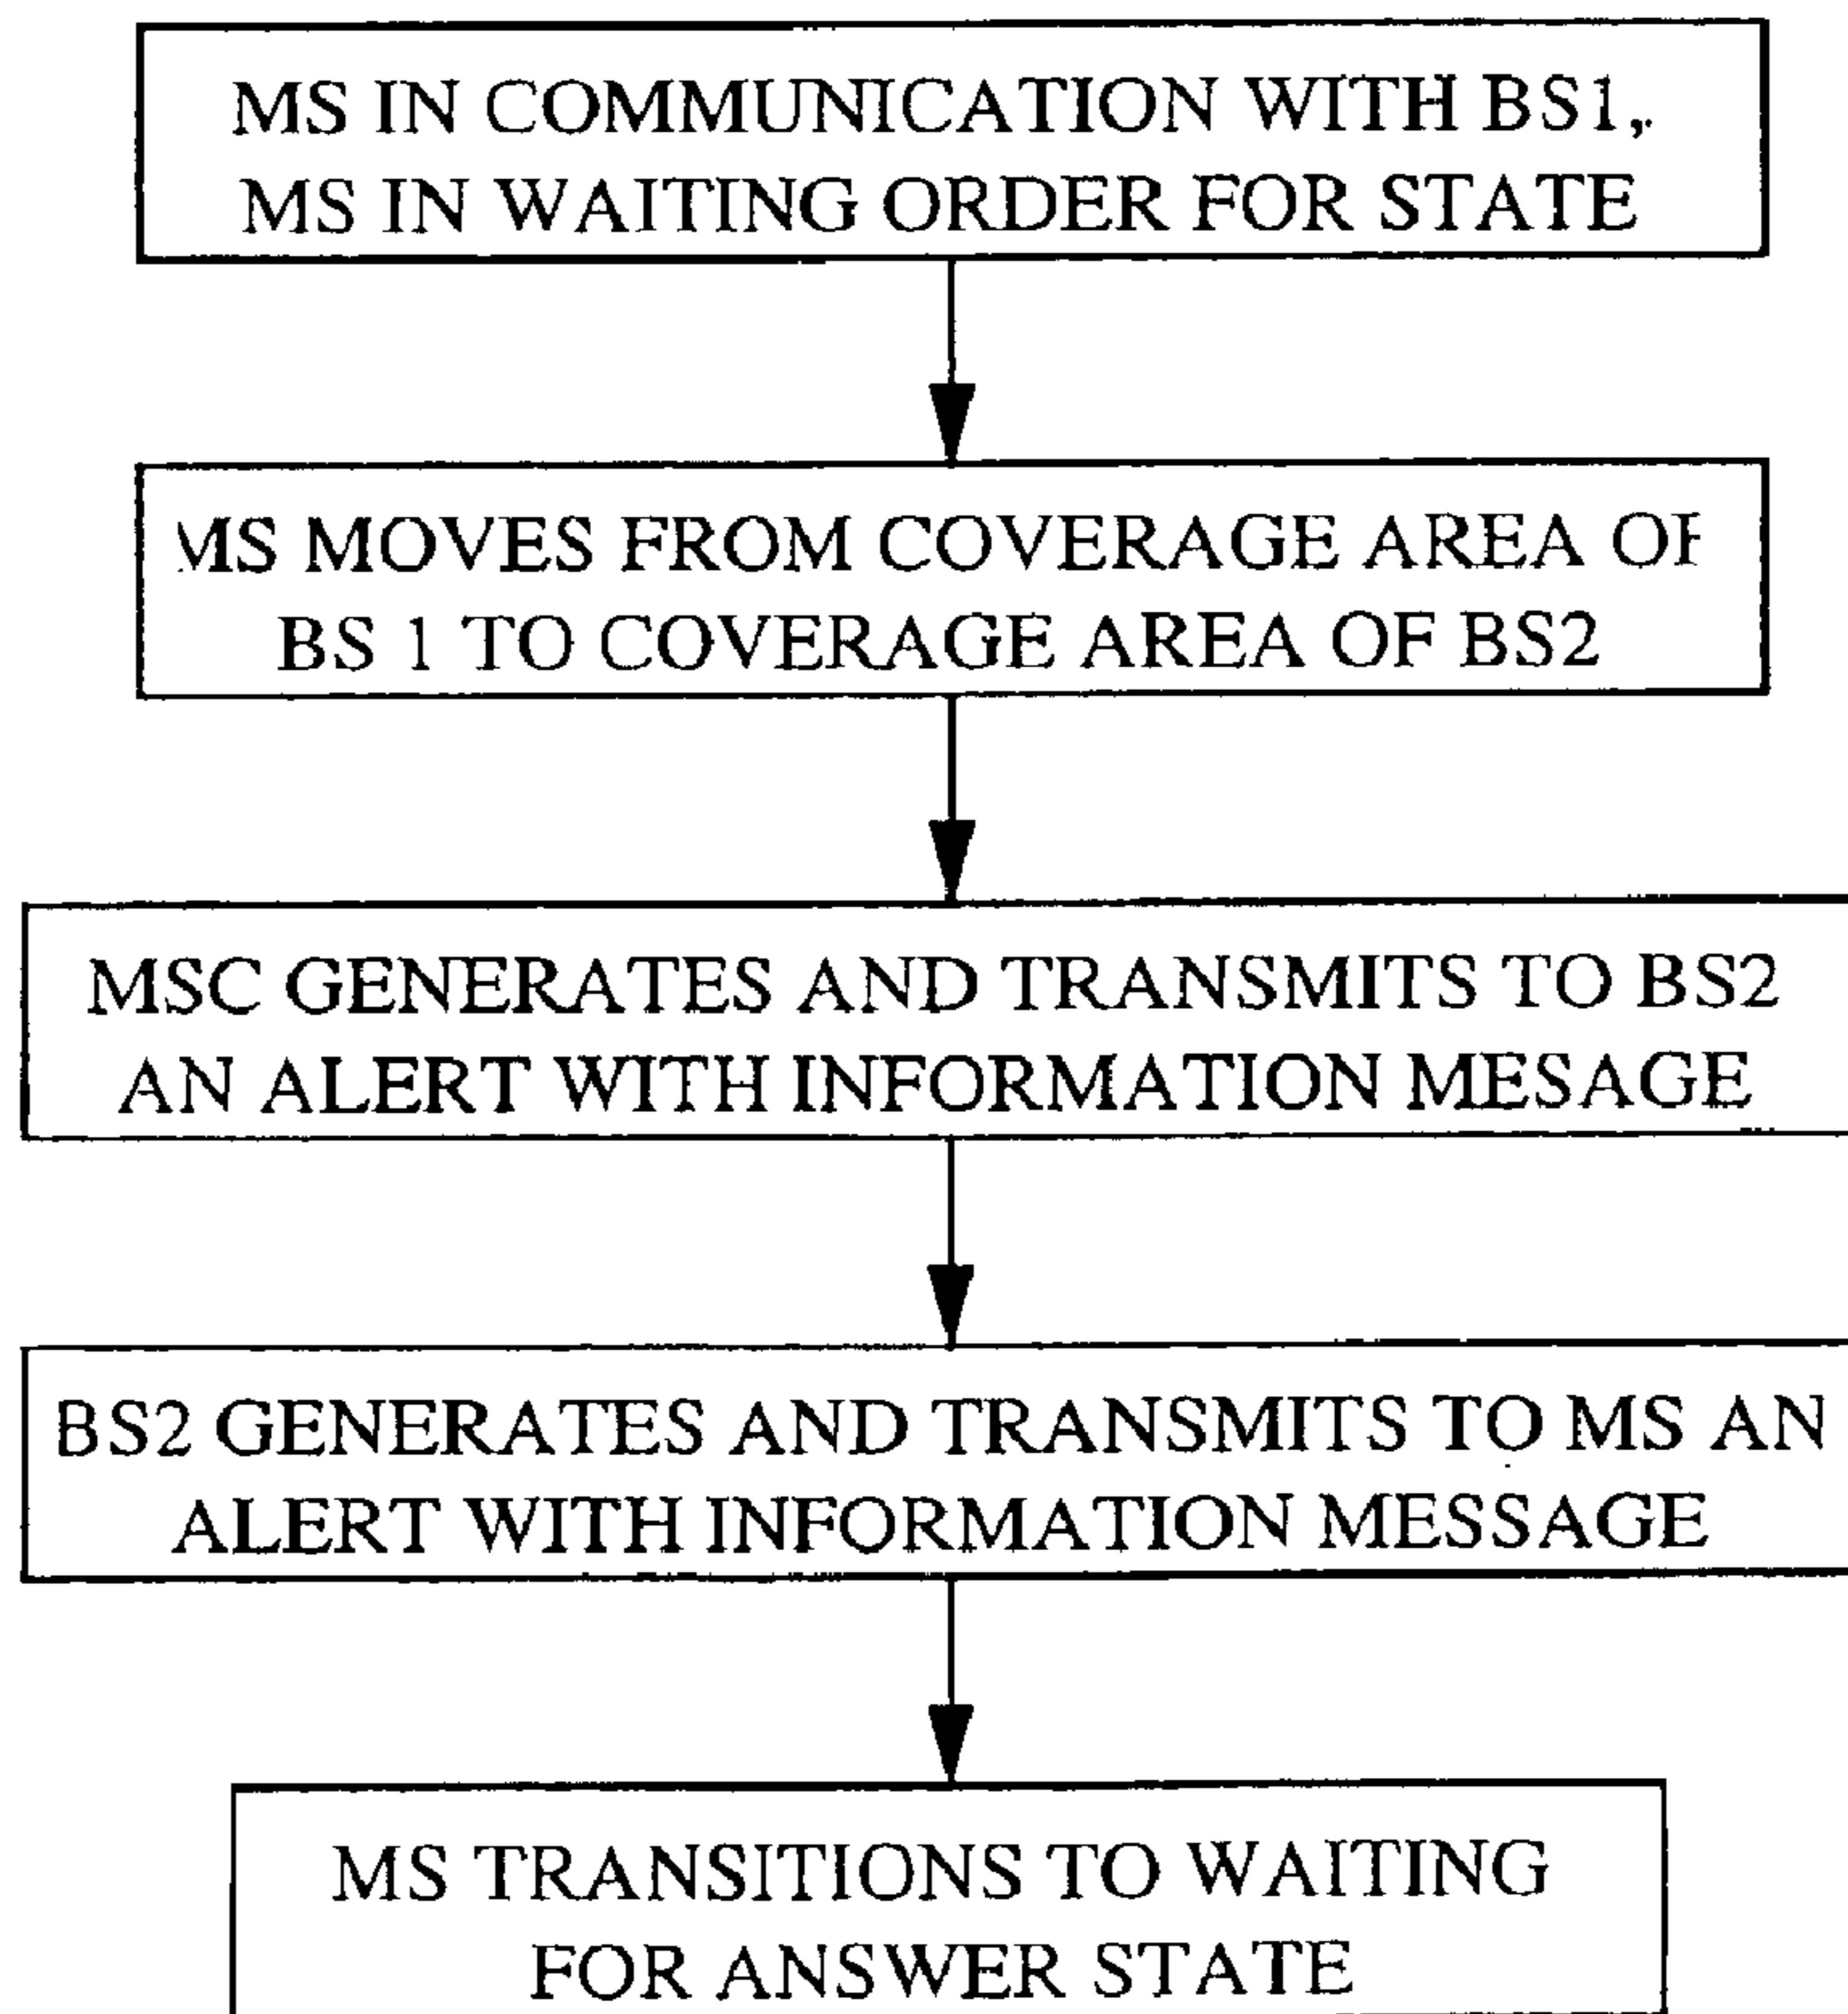 MS IN COMMUNICATION WITH BS1,
MS IN WAITING ORDER FOR STATE
MS MOVES FROM COVERAGE AREA OF
BS 1 TO COVERAGE AREA OF BS2
MSC GENERATES AND TRANSMITS TO BS2
AN ALERT WITH INFORMATION MESAGE
BS2 GENERATES AND TRANSMITS TO MS AN
ALERT WITH INFORMATION MESSAGE
MS TRANSITIONS TO WAITING
FOR ANSWER STATE